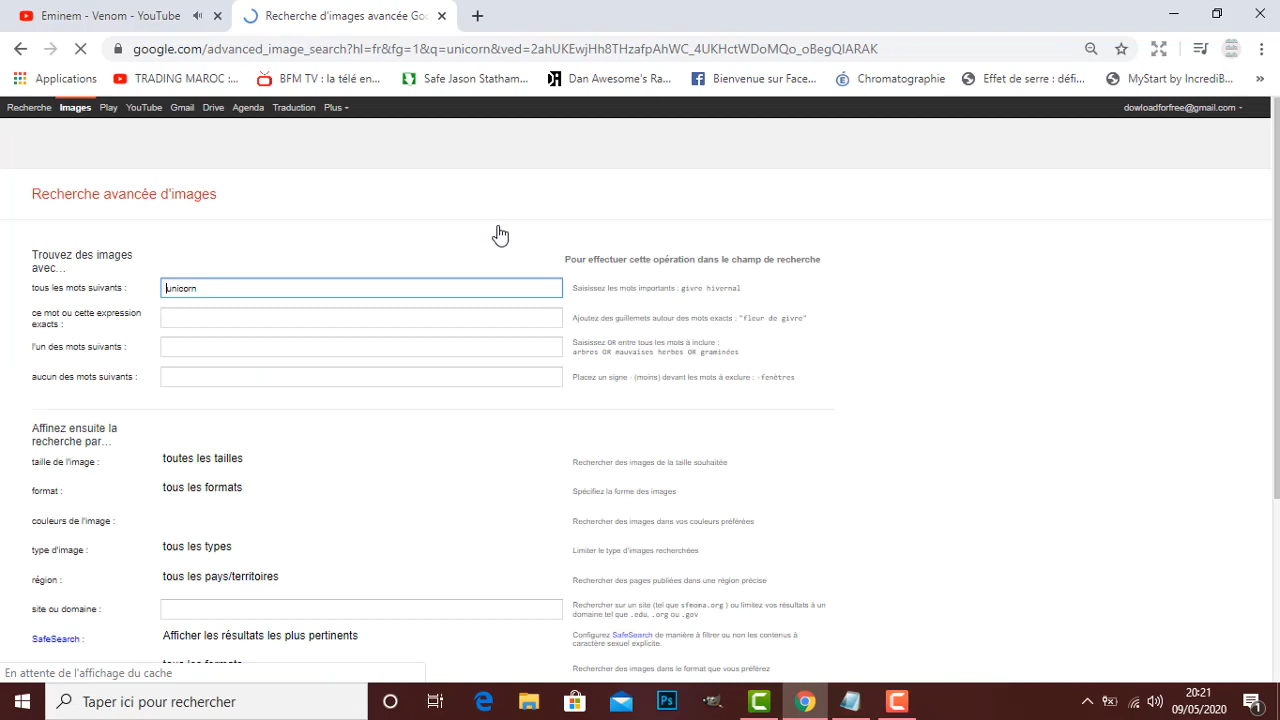 Eminem - Venom - YouTube
Recherche d'images avancée Goo
google.com/advanced_image_search?hl=fr&fg=1&q=unicorn&ved=2ahUKEwjHh8THzafpAhWC_4UKHctWDoMQo_oBegQIARAK
Applications TRADING MAROC :... BFM TV : la télé en... Safe avec Jason Statham... Dan Awesome's Ra... Bienvenue sur Face... Chromatographie Effet de serre : défi... MyStart by IncrediB... »
Recherche Images Play YouTube Gmail Drive Agenda Traduction Plus
dowloadforfree@gmail.com
Recherche avancée d'images
Trouvez des images avec...
Pour effectuer cette opération dans le champ de recherche
tous les mots suivants : unicorn Saisissez les mots importants : givre hivernal
ce mot ou cette expression exacts : Ajoutez des guillemets autour des mots exacts : "fleur de givre"
l'un des mots suivants : Saisissez OR entre tous les mots à inclure :
arbres OR mauvaises herbes OR graminées
aucun des mots suivants : Placez un signe - (moins) devant les mots à exclure : -fenêtres
Affinez ensuite la recherche par...
taille de l'image : toutes les tailles Rechercher des images de la taille souhaitée
format : tous les formats Spécifiez la forme des images
couleurs de l'image : Rechercher des images dans vos couleurs préférées
type d'image : tous les types Limiter le type d'images recherchées
région : tous les pays/territoires Rechercher des pages publiées dans une région précise
site ou domaine : Rechercher sur un site (tel que sfmoma.org ) ou limitez vos résultats à un
domaine tel que .edu, .org ou .gov
SafeSearch : Afficher les résultats les plus pertinents Configurez SafeSearch de manière à filtrer ou non les contenus à
caractère sexuel explicite.
tous les formats Rechercher des images dans le format que vous préférez
En attente de l'affichage du cache...
Taper ici pour rechercher
20:21
09/05/2020